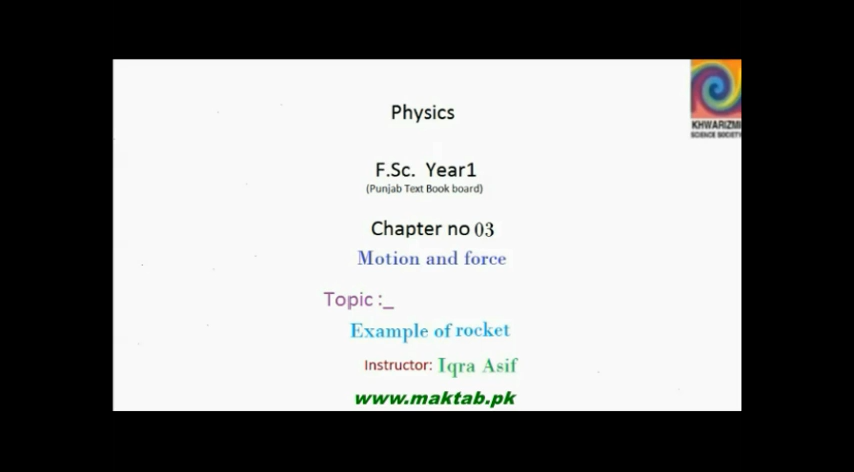 Physics
KHWARIZMI
SCIENCE SOCIETY
F.Sc. Year1
(Punjab Text Book board)
Chapter no 03
Motion and force
Topic :_
Example of rocket
Instructor: Iqra Asif
www.maktab.pk